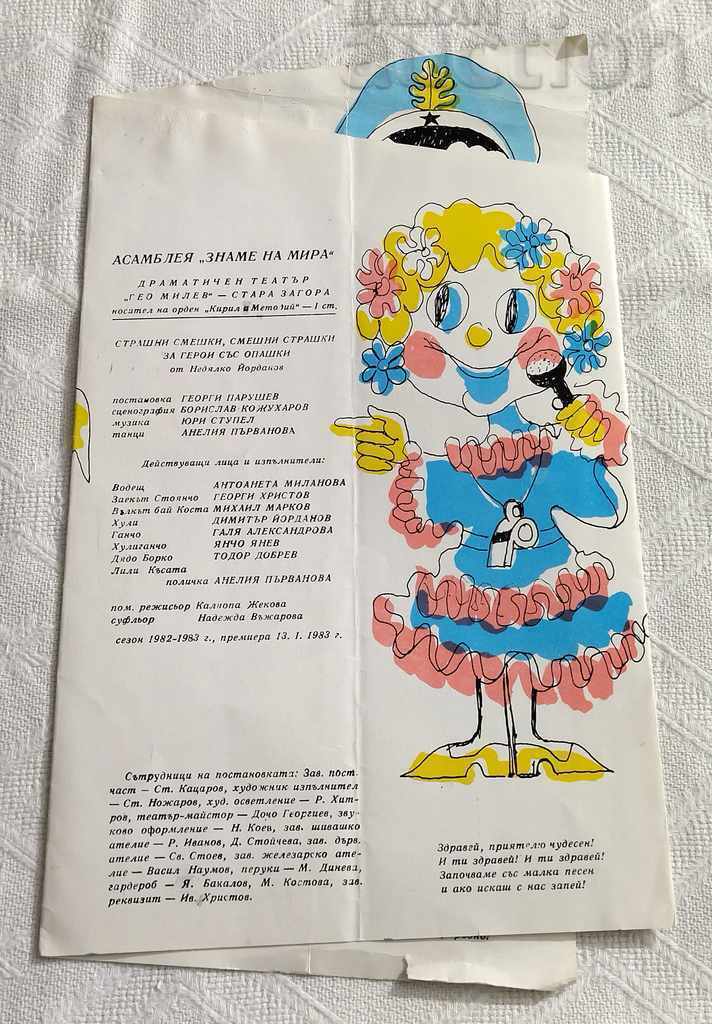 auction
АСАМБЛЕЯ „ЗНАМЕ НА МИРА“
ДРАМАТИЧЕН ТЕАТЪР
„ГЕО МИЛЕВ“ — СТАРА ЗАГОРА
носител на орден „Кирил и Методий“ — I ст.
СТРАШНИ СМЕШКИ, СМЕШНИ СТРАШКИ
ЗА ГЕРОИ СЪС ОПАШКИ
от Недялко Йорданов
постановка ГЕОРГИ ПАРУШЕВ
сценография БОРИСЛАВ КОЖУХАРОВ
музика ЮРИ СТУПЕЛ
танци АНЕЛИЯ ПЪРВАНОВА
Действуващи лица и изпълнители:
Водещ АНТОАНЕТА МИЛАНОВА
Заекът Стоянчо ГЕОРГИ ХРИСТОВ
Вълкът бай Коста МИХАИЛ МАРКОВ
Хули ДИМИТЪР ЙОРДАНОВ
Ганчо ГАЛЯ АЛЕКСАНДРОВА
Хулиганчо ЯНЧО ЯНЕВ
Дядо Борко ТОДОР ДОБРЕВ
Лили Късата
поличка АНЕЛИЯ ПЪРВАНОВА
пом. режисьор Калиопа Жекова
суфльор Надежда Въжарова
сезон 1982-1983 г., премиера 13. I. 1983 г.
Сътрудници на постановката: Зав. пост.
част — Ст. Кацаров, художник изпълнител
— Ст. Ножаров, худ. осветление — Р. Хит-
ров, театър-майстор — Дочо Георгиев, зву-
ково оформление — Н. Коев, зав. шивашко
ателие — Р. Иванов, Д. Стойчева, зав. дърв.
ателие — Св. Стоев, зав. железарско ате-
лие — Васил Наумов, перуки — М. Динева,
гардероб — Я. Бакалов, М. Костова, зав.
реквизит — Ив. Христов.
Здравей, приятелю чудесен!
И ти здравей! И ти здравей!
Започваме със малка песен
и ако искаш с нас запей!